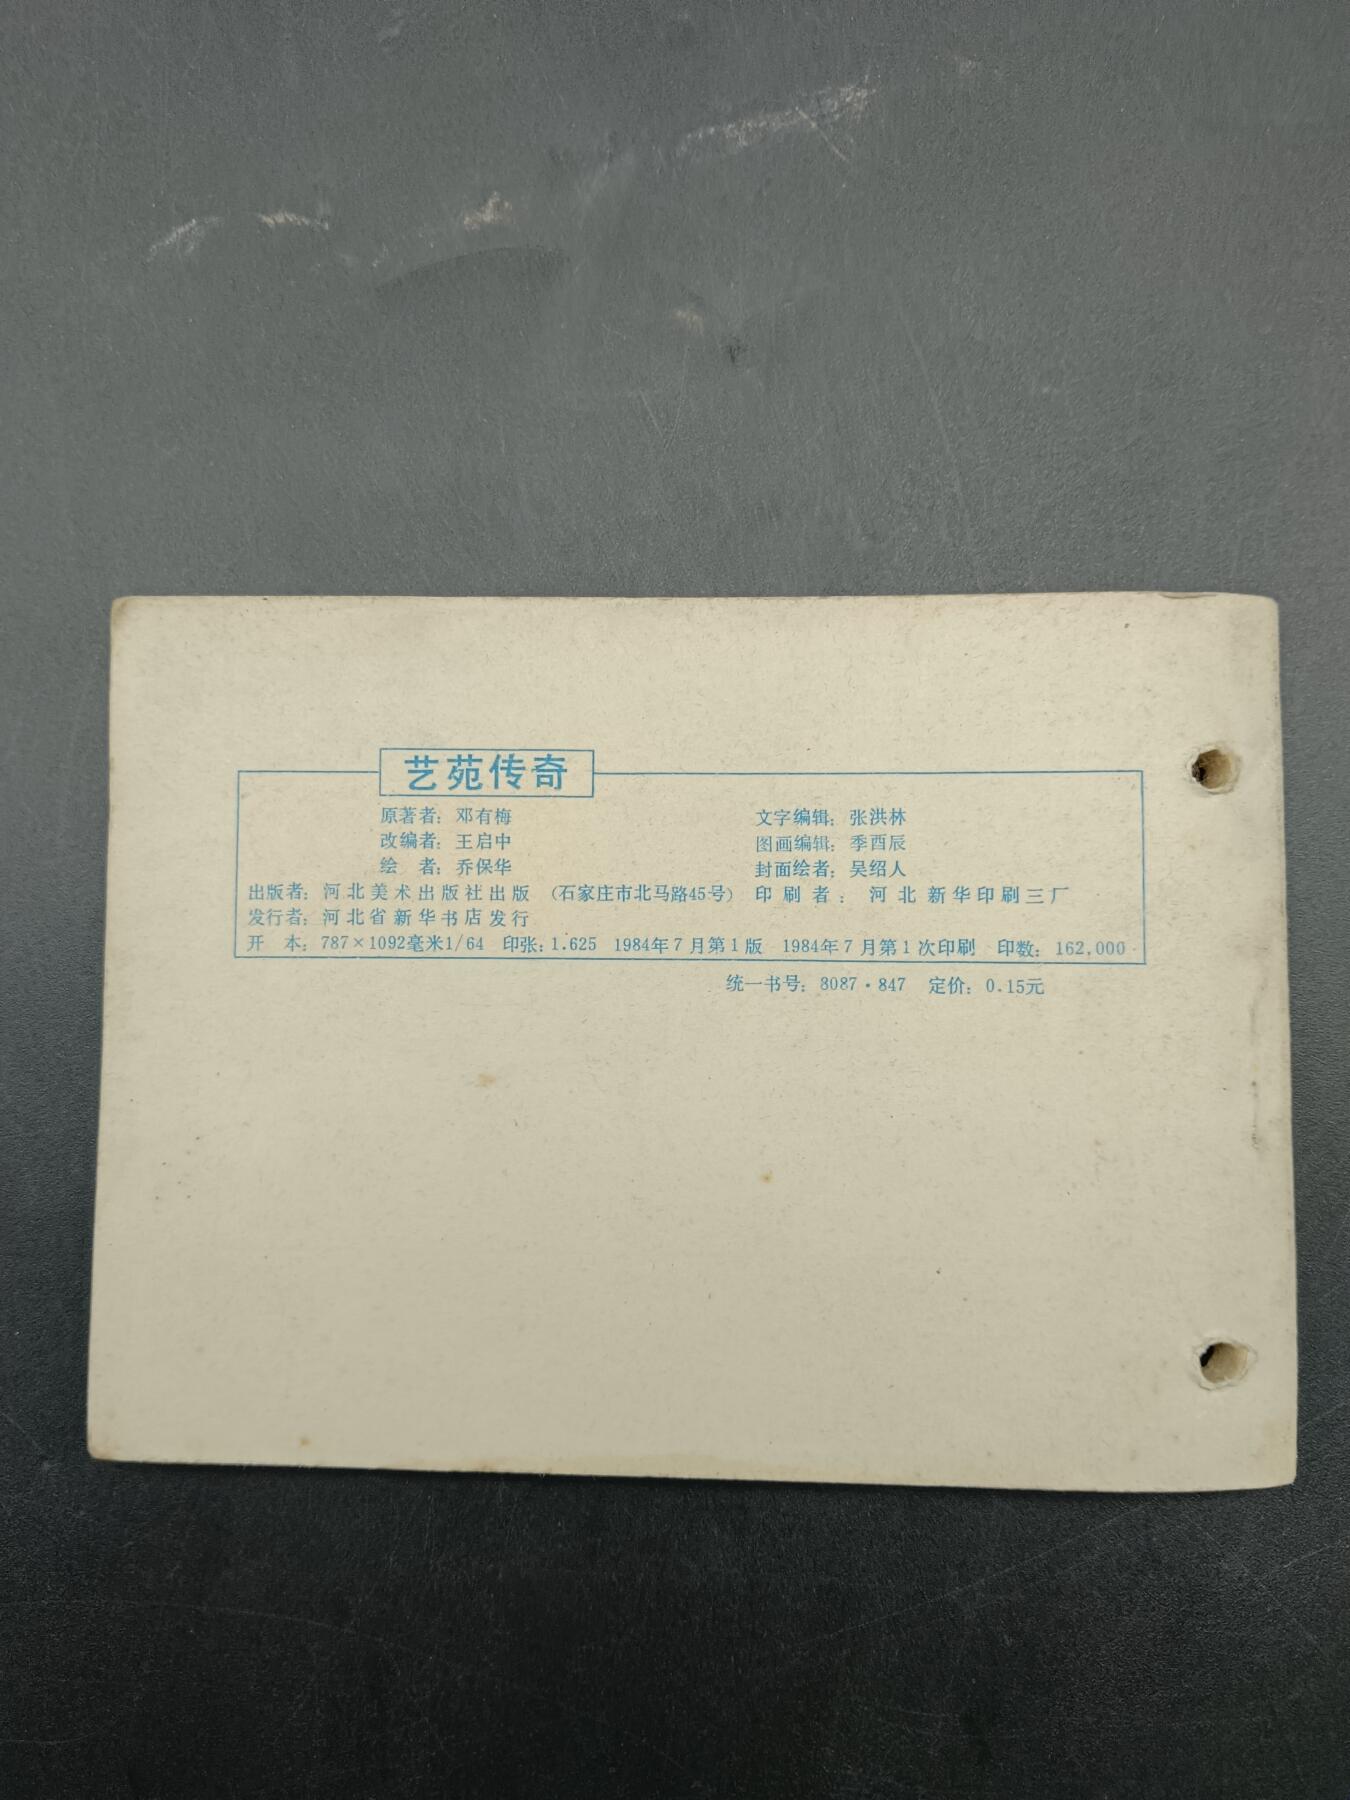 艺苑传奇
原著者：邓有梅 文字编辑：张洪林
改编者：王启中 图画编辑：季酉辰
绘 者：乔保华 封面绘者：吴绍人
出版者：河北美术出版社出版 （石家庄市北马路45号） 印刷者：河北新华印刷三厂
发行者：河北省新华书店发行
开 本：787×1092毫米1/64 印张：1.625 1984年7月第1版 1984年7月第1次印刷 印数：162,000
统一书号：8087·847 定价：0.15元